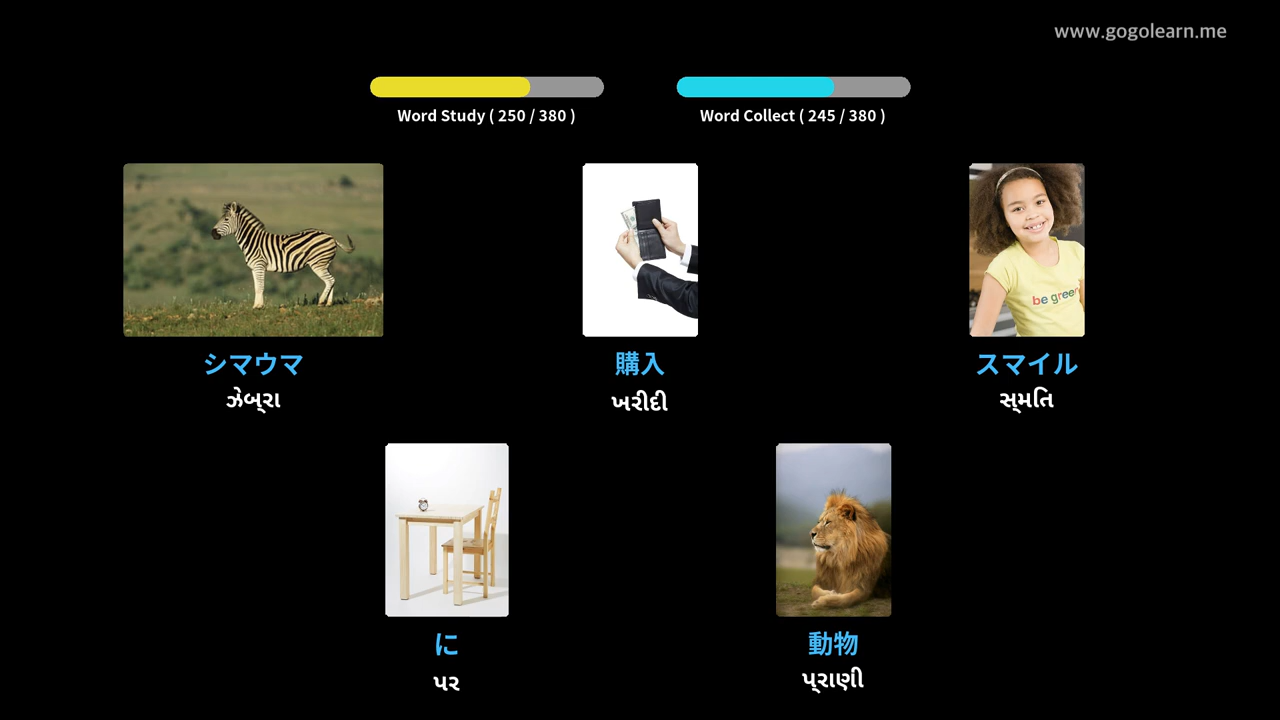 www.gogolearn.me
Word Study ( 250 / 380 )
Word Collect ( 245 / 380 )
シマウマ
ઝેબ્રા
購入
ખરીદી
スマイル
સ્મતિ
be green
に
પર
動物
પ્રાણી